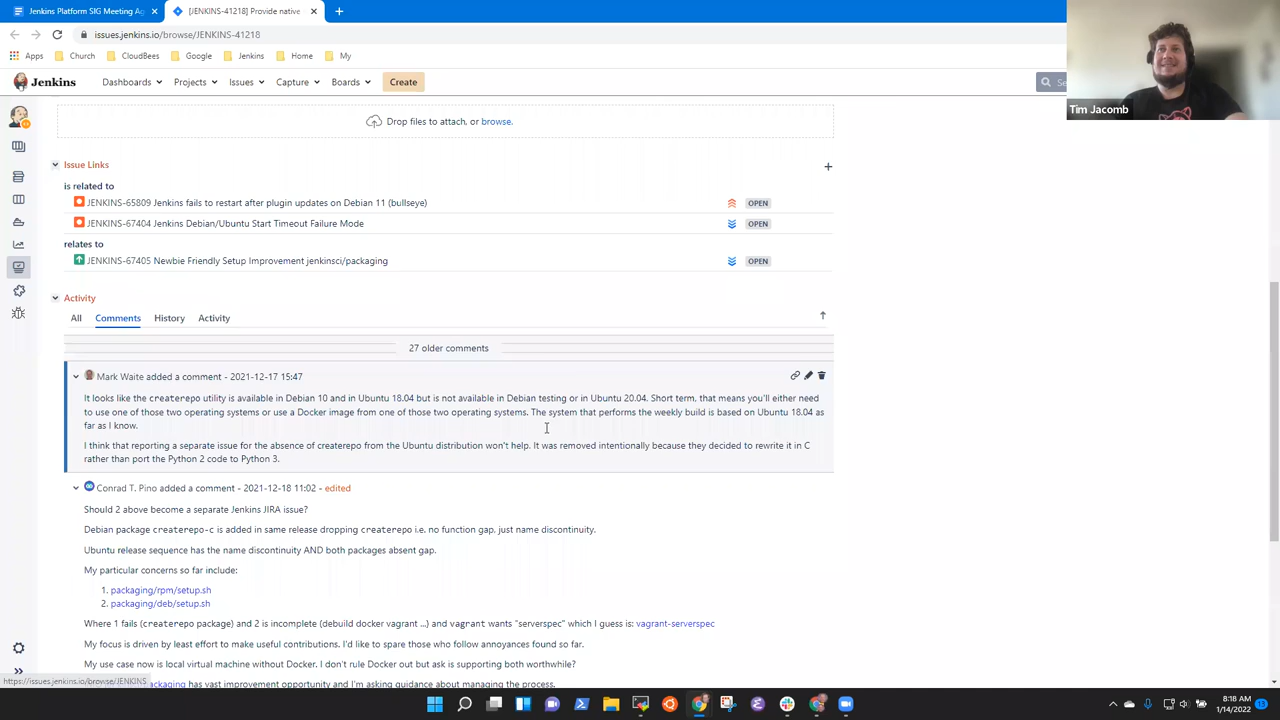 Jenkins Platform SIG Meeting Ag
[JENKINS-41218] Provide native
issues.jenkins.io/browse/JENKINS-41218
Apps
Church
CloudBees
Google
Jenkins
Home
My
Jenkins
Dashboards
Projects
Issues
Capture
Boards
Create
Tim Jacomb
Drop files to attach, or browse.
Issue Links
is related to
JENKINS-65809 Jenkins fails to restart after plugin updates on Debian 11 (bullseye)
OPEN
JENKINS-67404 Jenkins Debian/Ubuntu Start Timeout Failure Mode
OPEN
relates to
JENKINS-67405 Newbie Friendly Setup Improvement jenkinsci/packaging
OPEN
Activity
All Comments History Activity
27 older comments
Mark Waite added a comment - 2021-12-17 15:47
It looks like the createrepo utility is available in Debian 10 and in Ubuntu 18.04 but is not available in Debian testing or in Ubuntu 20.04. Short term, that means you'll either need
to use one of those two operating systems or use a Docker image from one of those two operating systems. The system that performs the weekly build is based on Ubuntu 18.04 as
far as I know.
I think that reporting a separate issue for the absence of createrepo from the Ubuntu distribution won't help. It was removed intentionally because they decided to rewrite it in C
rather than port the Python 2 code to Python 3.
Conrad T. Pino added a comment - 2021-12-18 11:02 - edited
Should 2 above become a separate Jenkins JIRA issue?
Debian package createrepo-c is added in same release dropping createrepo i.e. no function gap, just name discontinuity.
Ubuntu release sequence has the name discontinuity AND both packages absent gap.
My particular concerns so far include:
1. packaging/rpm/setup.sh
2. packaging/deb/setup.sh
Where 1 fails (createrepo package) and 2 is incomplete (debuild docker vagrant ...) and vagrant wants "serverspec" which I guess is: vagrant-serverspec
My focus is driven by least effort to make useful contributions. I'd like to spare those who follow annoyances found so far.
My use case now is local virtual machine without Docker. I don't rule Docker out but ask is supporting both worthwhile?
packaging has vast improvement opportunity and I'm asking guidance about managing the process.
https://issues.jenkins.io/browse/JENKINS
8:18 AM
1/14/2022